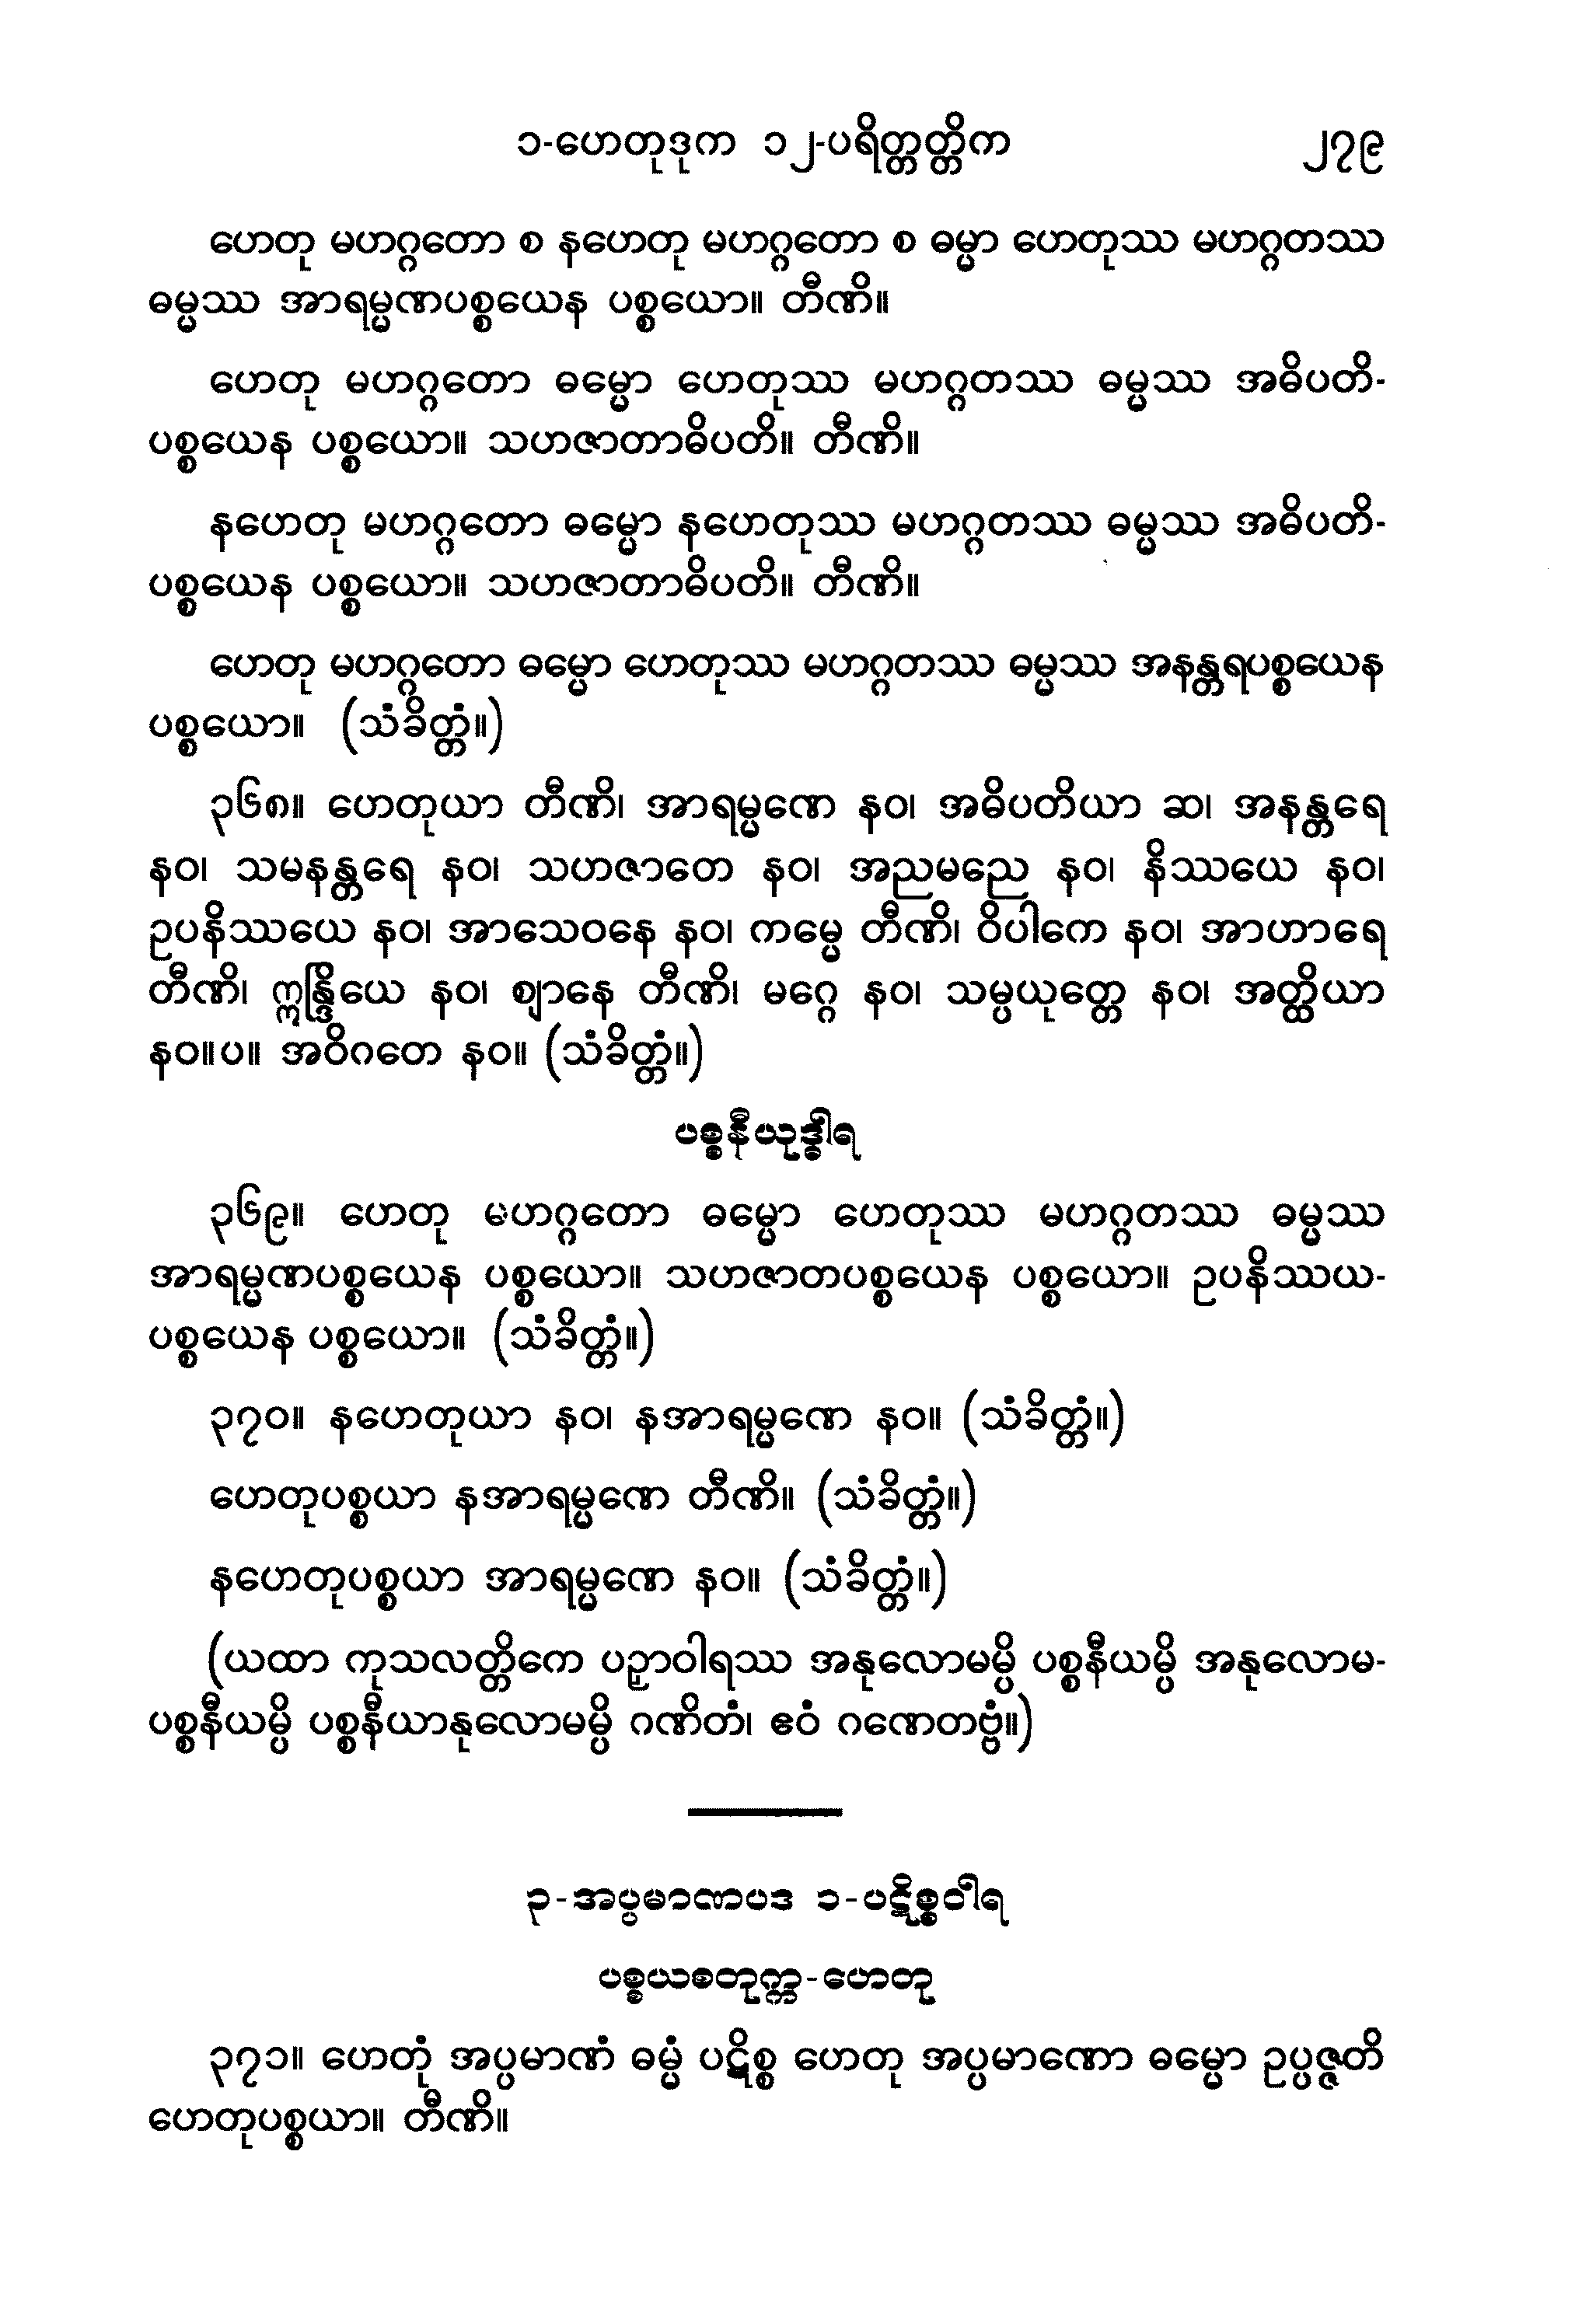 ၁-ဟေတုဒုက ၁၂-ပရိတ္တတ္တိက ၂၇၉
ဟေတု မဟဂ္ဂတော စ နဟေတု မဟဂ္ဂတော စ ဓမ္မာ ဟေတုဿ မဟဂ္ဂတဿ
ဓမ္မဿ အာရမ္မဏပစ္စယေန ပစ္စယော။ တီဏိ။
ဟေတု မဟဂ္ဂတော ဓမ္မော ဟေတုဿ မဟဂ္ဂတဿ ဓမ္မဿ အဓိပတိ-
ပစ္စယေန ပစ္စယော။ သဟဇာတာဓိပတိ။ တီဏိ။
နဟေတု မဟဂ္ဂတော ဓမ္မော နဟေတုဿ မဟဂ္ဂတဿ ဓမ္မဿ အဓိပတိ-
ပစ္စယေန ပစ္စယော။ သဟဇာတာဓိပတိ။ တီဏိ။
ဟေတု မဟဂ္ဂတော ဓမ္မော ဟေတုဿ မဟဂ္ဂတဿ ဓမ္မဿ အနန္တရပစ္စယေန
ပစ္စယော။ (သံခိတ္တံ။)
၃၆၈။ ဟေတုယာ တီဏိ၊ အာရမ္မဏေ နဝ၊ အဓိပတိယာ ဆ၊ အနန္တရေ
နဝ၊ သမနန္တရေ နဝ၊ သဟဇာတေ နဝ၊ အညမညေ နဝ၊ နိဿယေ နဝ၊
ဥပနိဿယေ နဝ၊ အာသေဝနေ နဝ၊ ကမ္မေ တီဏိ၊ ဝိပါကေ နဝ၊ အာဟာရေ
တီဏိ၊ ဣန္ဒြိယေ နဝ၊ ဈာနေ တီဏိ၊ မဂ္ဂေ နဝ၊ သမ္ပယုတ္တေ နဝ၊ အတ္ထိယာ
နဝ။ပ။ အဝိဂတေ နဝ။ (သံခိတ္တံ။)
ပစ္စနီယုဒ္ဓါရ
၃၆၉။ ဟေတု မဟဂ္ဂတော ဓမ္မော ဟေတုဿ မဟဂ္ဂတဿ ဓမ္မဿ
အာရမ္မဏပစ္စယေန ပစ္စယော။ သဟဇာတပစ္စယေန ပစ္စယော။ ဥပနိဿယ-
ပစ္စယေန ပစ္စယော။ (သံခိတ္တံ။)
၃၇၀။ နဟေတုယာ နဝ၊ နအာရမ္မဏေ နဝ။ (သံခိတ္တံ။)
ဟေတုပစ္စယာ နအာရမ္မဏေ တီဏိ။ (သံခိတ္တံ။)
နဟေတုပစ္စယာ အာရမ္မဏေ နဝ။ (သံခိတ္တံ။)
(ယထာ ကုသလတ္တိကေ ပဉှာဝါရဿ အနုလောမမ္ပိ ပစ္စနီယမ္ပိ အနုလောမ-
ပစ္စနီယမ္ပိ ပစ္စနီယာနုလောမမ္ပိ ဂဏိတံ၊ ဧဝံ ဂဏေတဗ္ဗံ။)
၃-အပ္ပမာဏပဒ ၁-ပဋိစ္စဝါရ
ပစ္စယစတုက္က-ဟေတု
၃၇၁။ ဟေတုံ အပ္ပမာဏံ ဓမ္မံ ပဋိစ္စ ဟေတု အပ္ပမာဏော ဓမ္မော ဥပ္ပဇ္ဇတိ
ဟေတုပစ္စယာ။ တီဏိ။